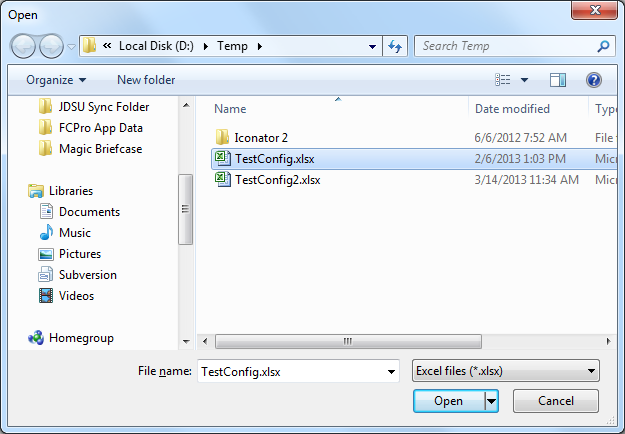 Open
« Local Disk (D:) Temp
Search Temp
Organize New folder
JDSU Sync Folder
FCPro App Data
Magic Briefcase
Libraries
Documents
Music
Pictures
Subversion
Videos
Homegroup
Name Date modified Typ
Iconator 2 6/6/2012 7:52 AM File
TestConfig.xlsx 2/6/2013 1:03 PM Micr
TestConfig2.xlsx 3/14/2013 11:34 AM Micr
File name: TestConfig.xlsx Excel files (*.xlsx)
Open Cancel